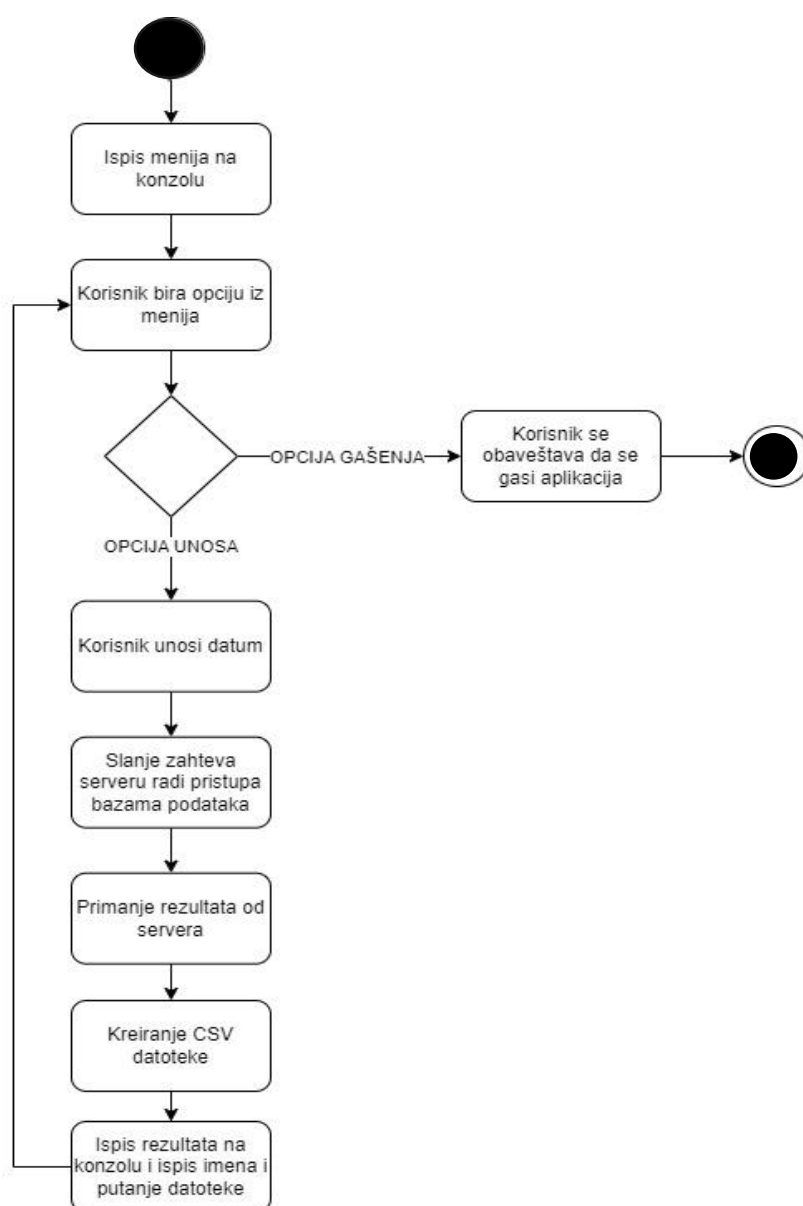 Ispis menija na
konzolu
Korisnik bira opciju iz
menija
OPCIJA GAŠENJA
Korisnik se
obaveštava da se
gasi aplikacija
OPCIJA UNOSA
Korisnik unosi datum
Slanje zahteva
serveru radi pristupa
bazama podataka
Primanje rezultata od
servera
Kreiranje CSV
datoteke
Ispis rezultata na
konzolu i ispis imena i
putanje datoteke